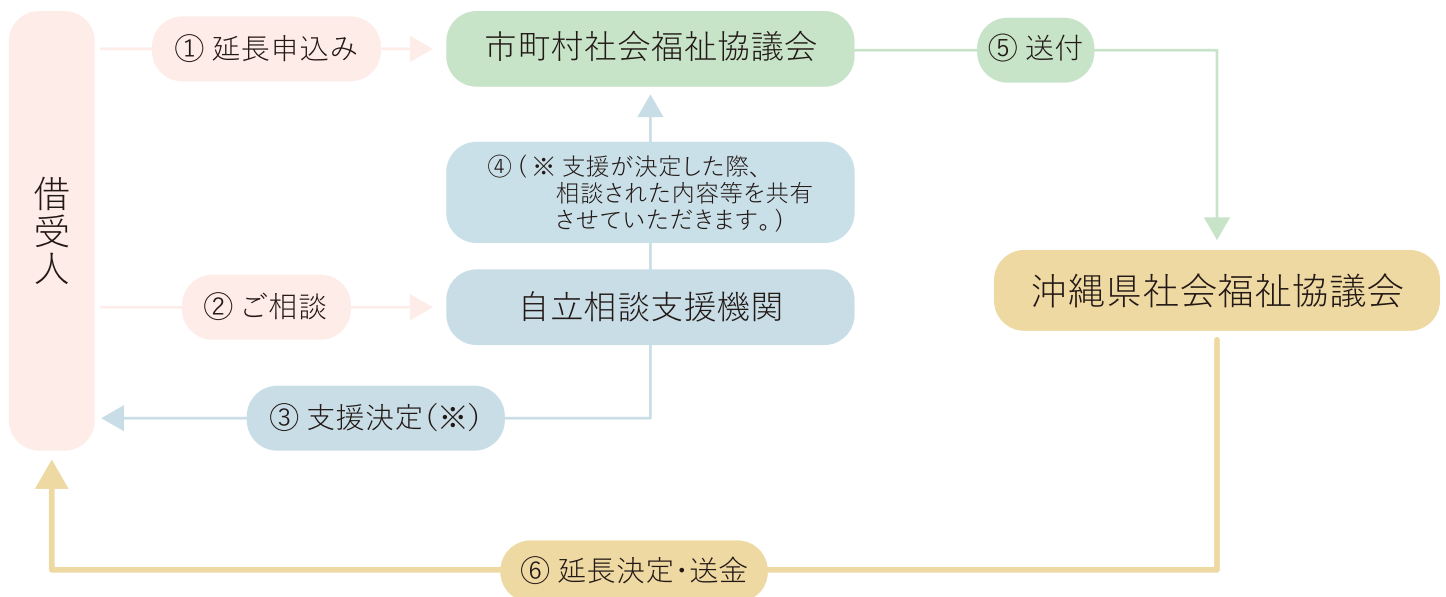 ① 延長申込み
市町村社会福祉協議会
⑤ 送付
借受人
④ ( ※ 支援が決定した際、
相談された内容等を共有
させていただきます。)
② ご相談
自立相談支援機関
沖縄県社会福祉協議会
③ 支援決定(※)
⑥ 延長決定・送金